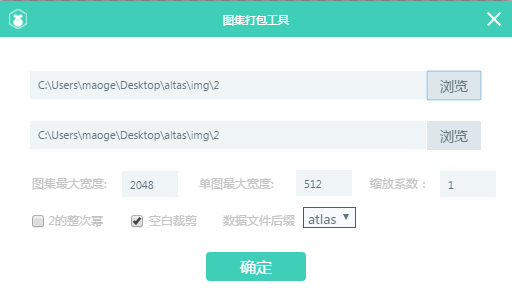 图集打包工具
C:\Users\maoge\Desktop\altas\img\2 浏览
C:\Users\maoge\Desktop\altas\img\2 浏览
图集最大宽度: 2048 单图最大宽度: 512 缩放系数： 1
2的整次幂 空白裁剪 数据文件后缀 atlas
确定